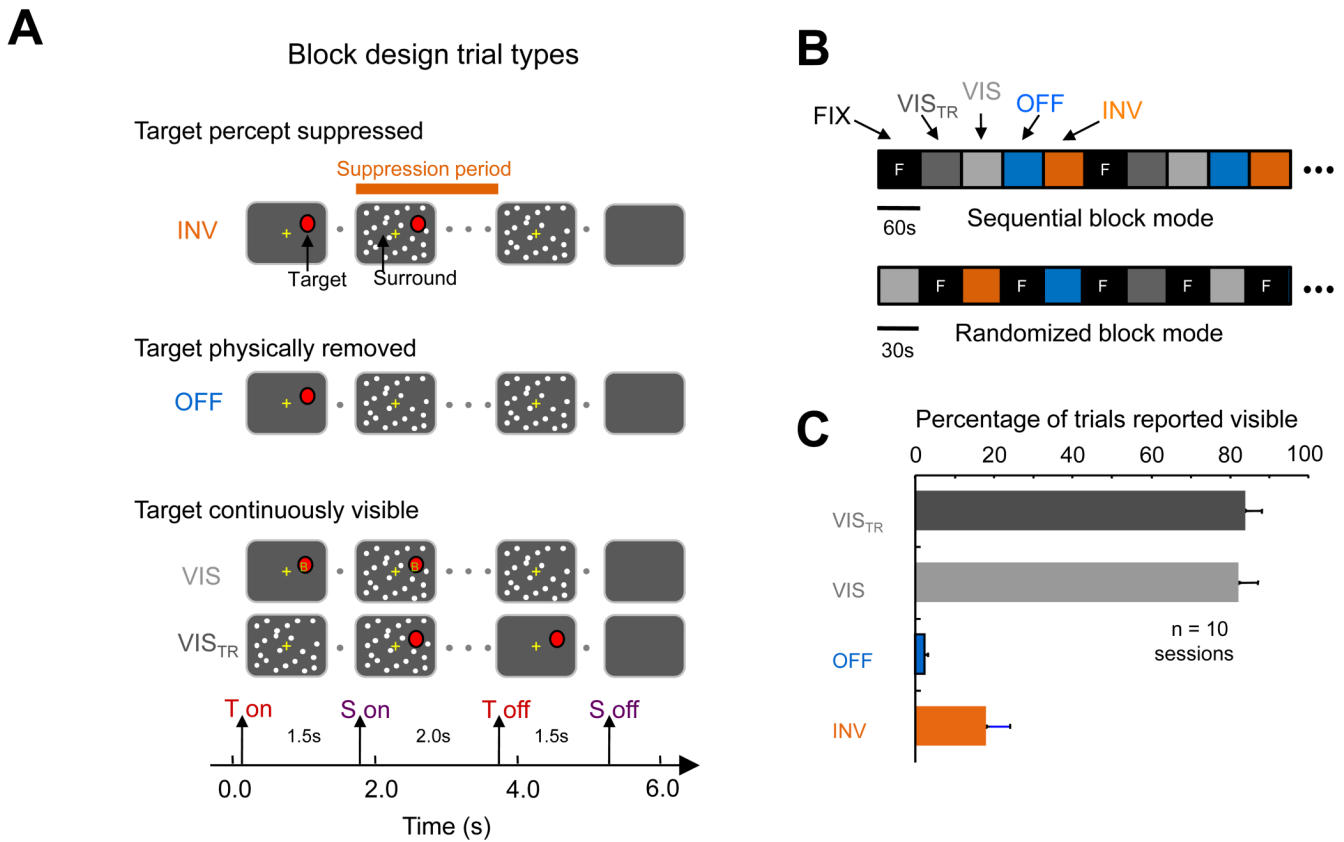 A
Block design trial types
Target percept suppressed
Suppression period
INV
Target
Surround
Target physically removed
OFF
Target continuously visible
VIS
B
B
VISTR
T on
S on
T off
S off
1.5s
2.0s
1.5s
0.0
2.0
4.0
6.0
Time (s)
B
FIX
VISTR
VIS
OFF
INV
F
F
60s
Sequential block mode
F
F
F
F
F
30s
Randomized block mode
C
Percentage of trials reported visible
0
20
40
60
80
100
VISTR
VIS
OFF
INV
n = 10
sessions